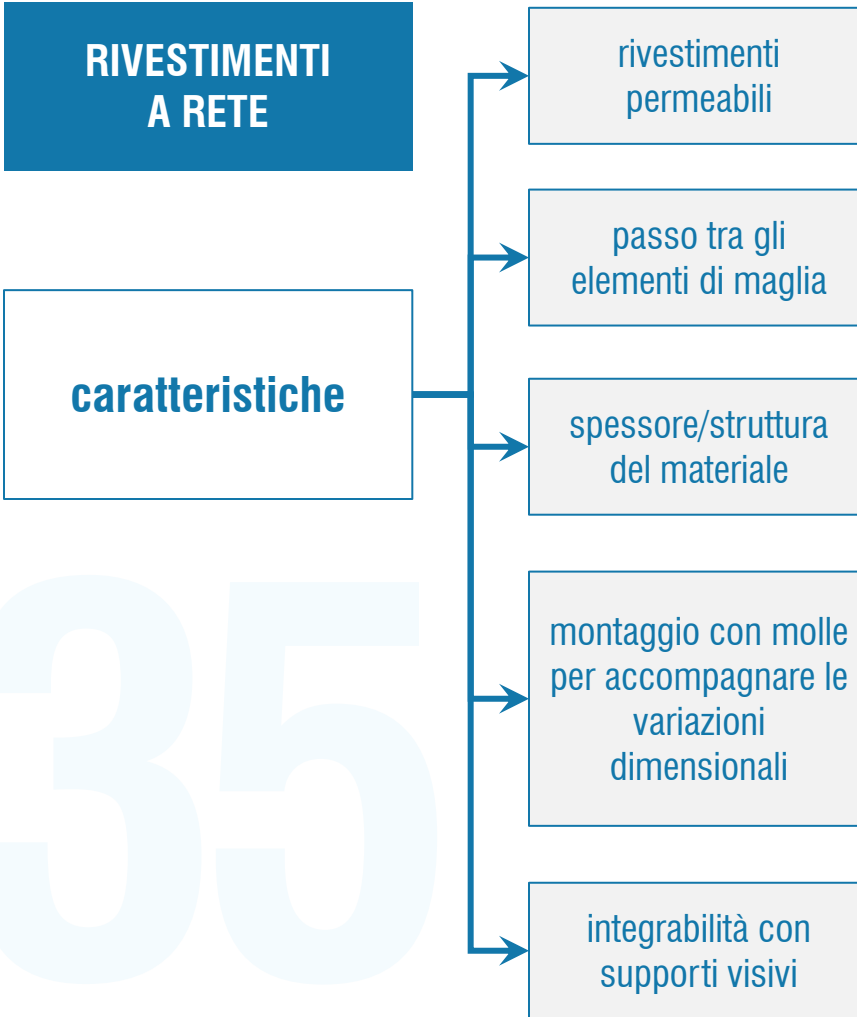 RIVESTIMENTI
A RETE
caratteristiche
rivestimenti
permeabili
passo tra gli
elementi di maglia
spessore/struttura
del materiale
montaggio con molle
per accompagnare le
variazioni
dimensionali
integrabilità con
supporti visivi
35